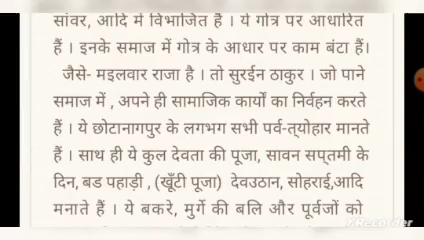 सांवर, आदि में विभाजित है । ये गोत्र पर आधारित
हैं । इनके समाज में गोत्र के आधार पर काम बंटा हैं।
जैसे- मइलवार राजा है । तो सुरईन ठाकुर । जो पाने
समाज में , अपने ही सामाजिक कार्यों का निर्वहन करते
हैं । ये छोटानागपुर के लगभग सभी पर्व-त्योहार मानते
हैं । साथ ही ये कुल देवता की पूजा, सावन सप्तमी के
दिन, बड पहाड़ी , (खूँटी पूजा) देवउठान, सोहराई,आदि
मनाते हैं । ये बकरे, मुर्गे की बलि और पूर्वजों को
XRecorder